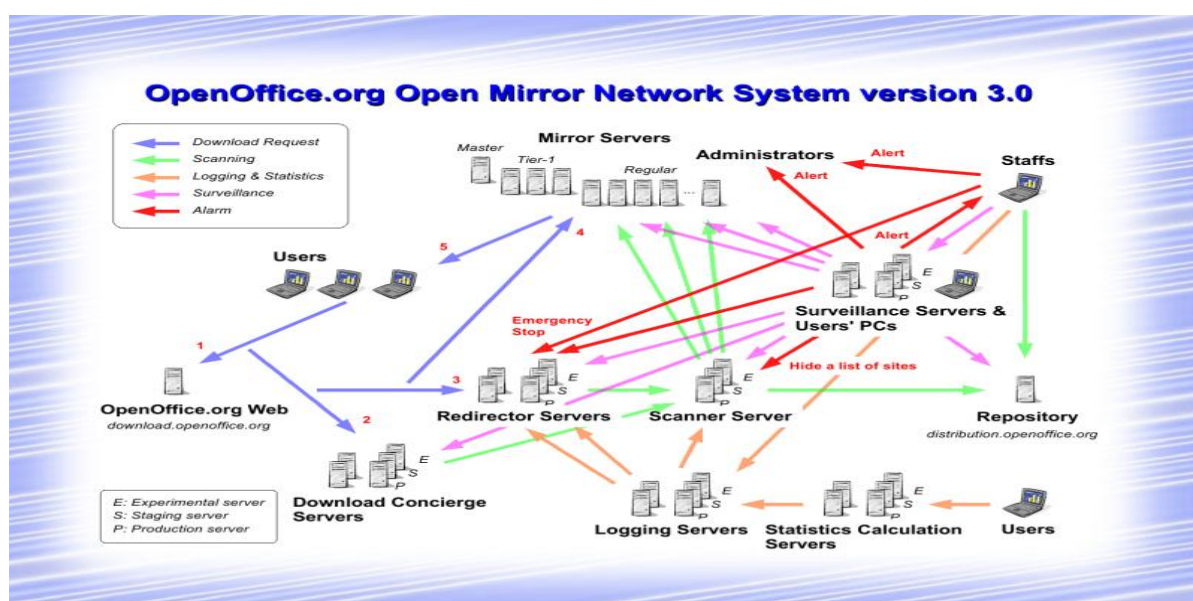 OpenOffice.org Open Mirror Network System version 3.0
Download Request
Scanning
Logging & Statistics
Surveillance
Alarm
Mirror Servers
Master
Tier-1
Regular
...
Administrators
Alert
Alert
Staffs
Alert
5
4
Users
E
S
P
Surveillance Servers &
Users' PCs
Emergency
Stop
1
Hide a list of sites
3
E
S
P
E
S
P
OpenOffice.org Web
download.openoffice.org
Redirector Servers
Scanner Server
Repository
distribution.openoffice.org
2
E
S
P
Download Concierge
Servers
E: Experimental server
S: Staging server
P: Production server
E
S
P
Logging Servers
E
S
P
Statistics Calculation
Servers
Users